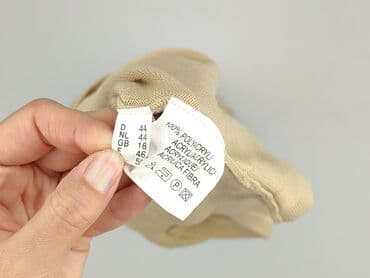 D 44
NL 44
GB 18
46
100% POLYACRYL
ACRYL/ACRYLIC
ACRYLIQUE/
ACRILICA FIBRA
P